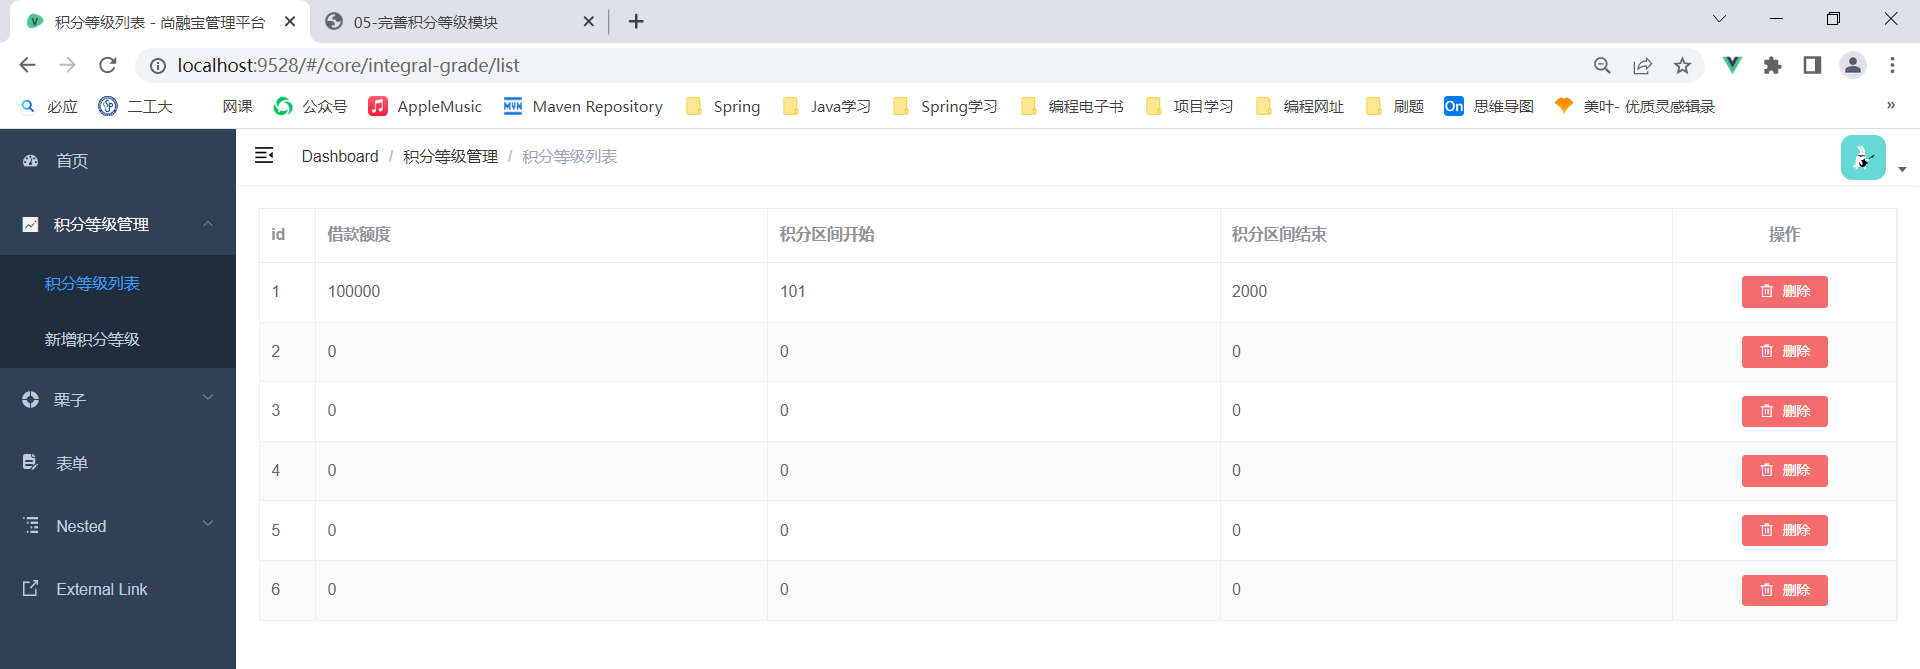 积分等级列表 - 尚融宝管理平台 05-完善积分等级模块
localhost:9528/#/core/integral-grade/list
必应 二工大 网课 公众号 AppleMusic Maven Repository Spring Java学习 Spring学习 编程电子书 项目学习 编程网址 刷题 On 思维导图 美叶- 优质灵感辑录 »
首页
积分等级管理
积分等级列表
新增积分等级
栗子
表单
Nested
External Link
Dashboard / 积分等级管理 / 积分等级列表
id 借款额度 积分区间开始 积分区间结束 操作
1 100000 101 2000 删除
2 0 0 0 删除
3 0 0 0 删除
4 0 0 0 删除
5 0 0 0 删除
6 0 0 0 删除